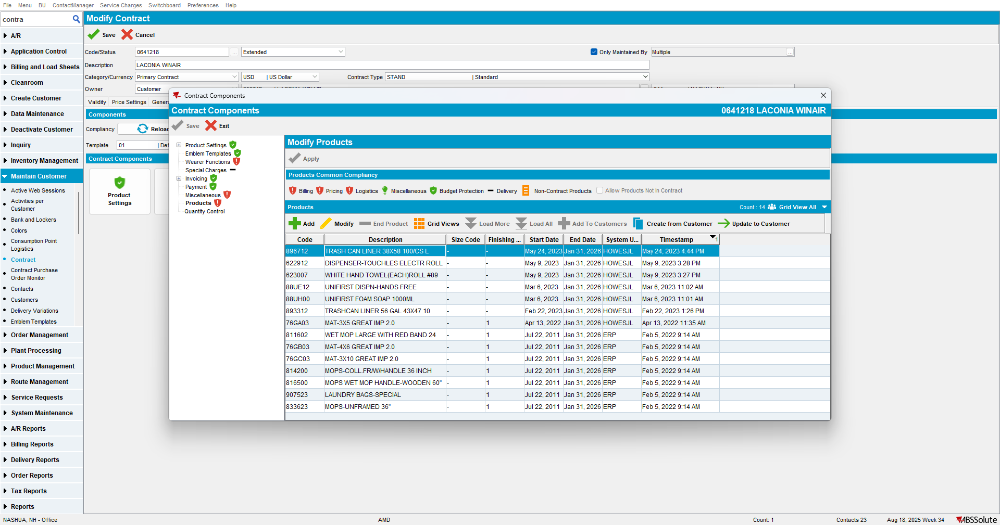 File Menu BU ContactManager Service Charges Switchboard Preferences Help
contra
Modify Contract
Save Cancel
A/R
Application Control
Billing and Load Sheets
Cleanroom
Create Customer
Data Maintenance
Deactivate Customer
Inquiry
Inventory Management
Maintain Customer
Active Web Sessions
Activities per
Customer
Bank and Lockers
Colors
Consumption Point
Logistics
Contract
Contract Purchase
Order Monitor
Contacts
Customers
Delivery Variations
Emblem Templates
Order Management
Plant Processing
Product Management
Route Management
Service Requests
System Maintenance
A/R Reports
Billing Reports
Delivery Reports
Order Reports
Tax Reports
Reports
Code/Status 0641218 ... Extended Only Maintained By Multiple ...
Description LACONIA WINAIR
Category/Currency Primary Contract USD | US Dollar Contract Type STAND | Standard
Owner Customer
Validity Price Settings
Components
Compliancy
Template 01
Contract Components
Product
Settings
Contract Components
Contract Components 0641218 LACONIA WINAIR
Save Exit
Product Settings
Emblem Templates
Wearer Functions
Special Charges
Invoicing
Payment
Miscellaneous
Products
Quantity Control
Modify Products
Apply
Products Common Compliancy
Billing Pricing Logistics Miscellaneous Budget Protection Delivery Non-Contract Products Allow Products Not In Contract
Products Count : 14 Grid View All
Add Modify End Product Grid Views Load More Load All Add To Customers Create from Customer Update to Customer
Code Description Size Code Finishing ... Start Date End Date System U... Timestamp 1
896712 TRASH CAN LINER 38X58 100/CS L - - May 24, 2023 Jan 31, 2026 HOWESJL May 24, 2023 4:44 PM
622912 DISPENSER-TOUCHLES ELECTR ROLL - - May 9, 2023 Jan 31, 2026 HOWESJL May 9, 2023 3:28 PM
623007 WHITE HAND TOWEL(EACH)ROLL #89 - - May 9, 2023 Jan 31, 2026 HOWESJL May 9, 2023 3:27 PM
88UE12 UNIFIRST DISPN-HANDS FREE - - Mar 6, 2023 Jan 31, 2026 HOWESJL Mar 6, 2023 11:02 AM
88UH00 UNIFIRST FOAM SOAP 1000ML - - Mar 6, 2023 Jan 31, 2026 HOWESJL Mar 6, 2023 11:01 AM
893312 TRASHCAN LINER 56 GAL 43X47 10 - - Feb 22, 2023 Jan 31, 2026 HOWESJL Feb 22, 2023 1:26 PM
76GA03 MAT-3X5 GREAT IMP 2.0 - 1 Apr 13, 2022 Jan 31, 2026 HOWESJL Apr 13, 2022 11:35 AM
811602 WET MOP LARGE WITH RED BAND 24 - 1 Jul 22, 2011 Jan 31, 2026 ERP Feb 5, 2022 9:14 AM
76GB03 MAT-4X6 GREAT IMP 2.0 - 1 Jul 22, 2011 Jan 31, 2026 ERP Feb 5, 2022 9:14 AM
76GC03 MAT-3X10 GREAT IMP 2.0 - 1 Jul 22, 2011 Jan 31, 2026 ERP Feb 5, 2022 9:14 AM
814200 MOPS-COLL.FR/W/HANDLE 36 INCH - 1 Jul 22, 2011 Jan 31, 2026 ERP Feb 5, 2022 9:14 AM
816500 MOPS WET MOP HANDLE-WOODEN 60" - 1 Jul 22, 2011 Jan 31, 2026 ERP Feb 5, 2022 9:14 AM
907523 LAUNDRY BAGS-SPECIAL - 1 Jul 22, 2011 Jan 31, 2026 ERP Feb 5, 2022 9:14 AM
833623 MOPS-UNFRAMED 36" - 1 Jul 22, 2011 Jan 31, 2026 ERP Feb 5, 2022 9:14 AM
NASHUA, NH - Office AMD Count: 1 Contacts 23 Aug 18, 2025 Week 34 ABSSolute